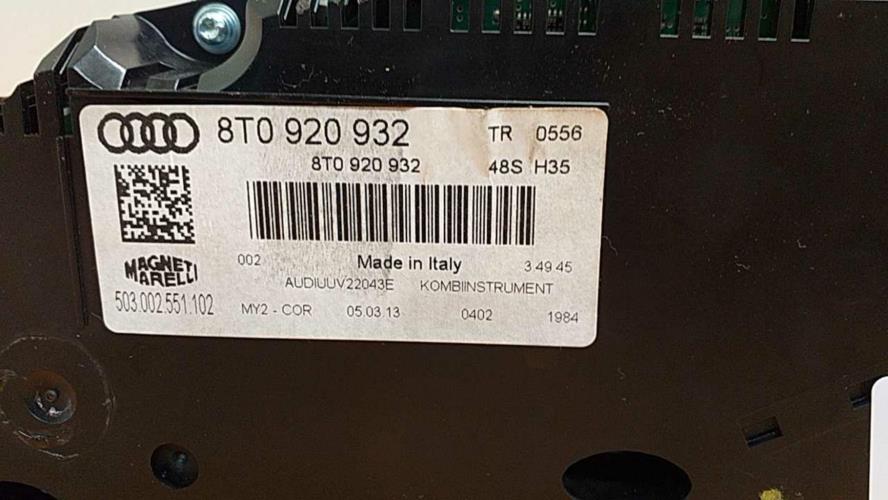 8T0 920 932 TR 0556
8T0 920 932 48S H35
002 Made in Italy 3.49 45
MAGNETI
MARELLI
AUDIUUV22043E KOMBIINSTRUMENT
503.002.551.102 MY2 - COR 05.03.13 0402 1984